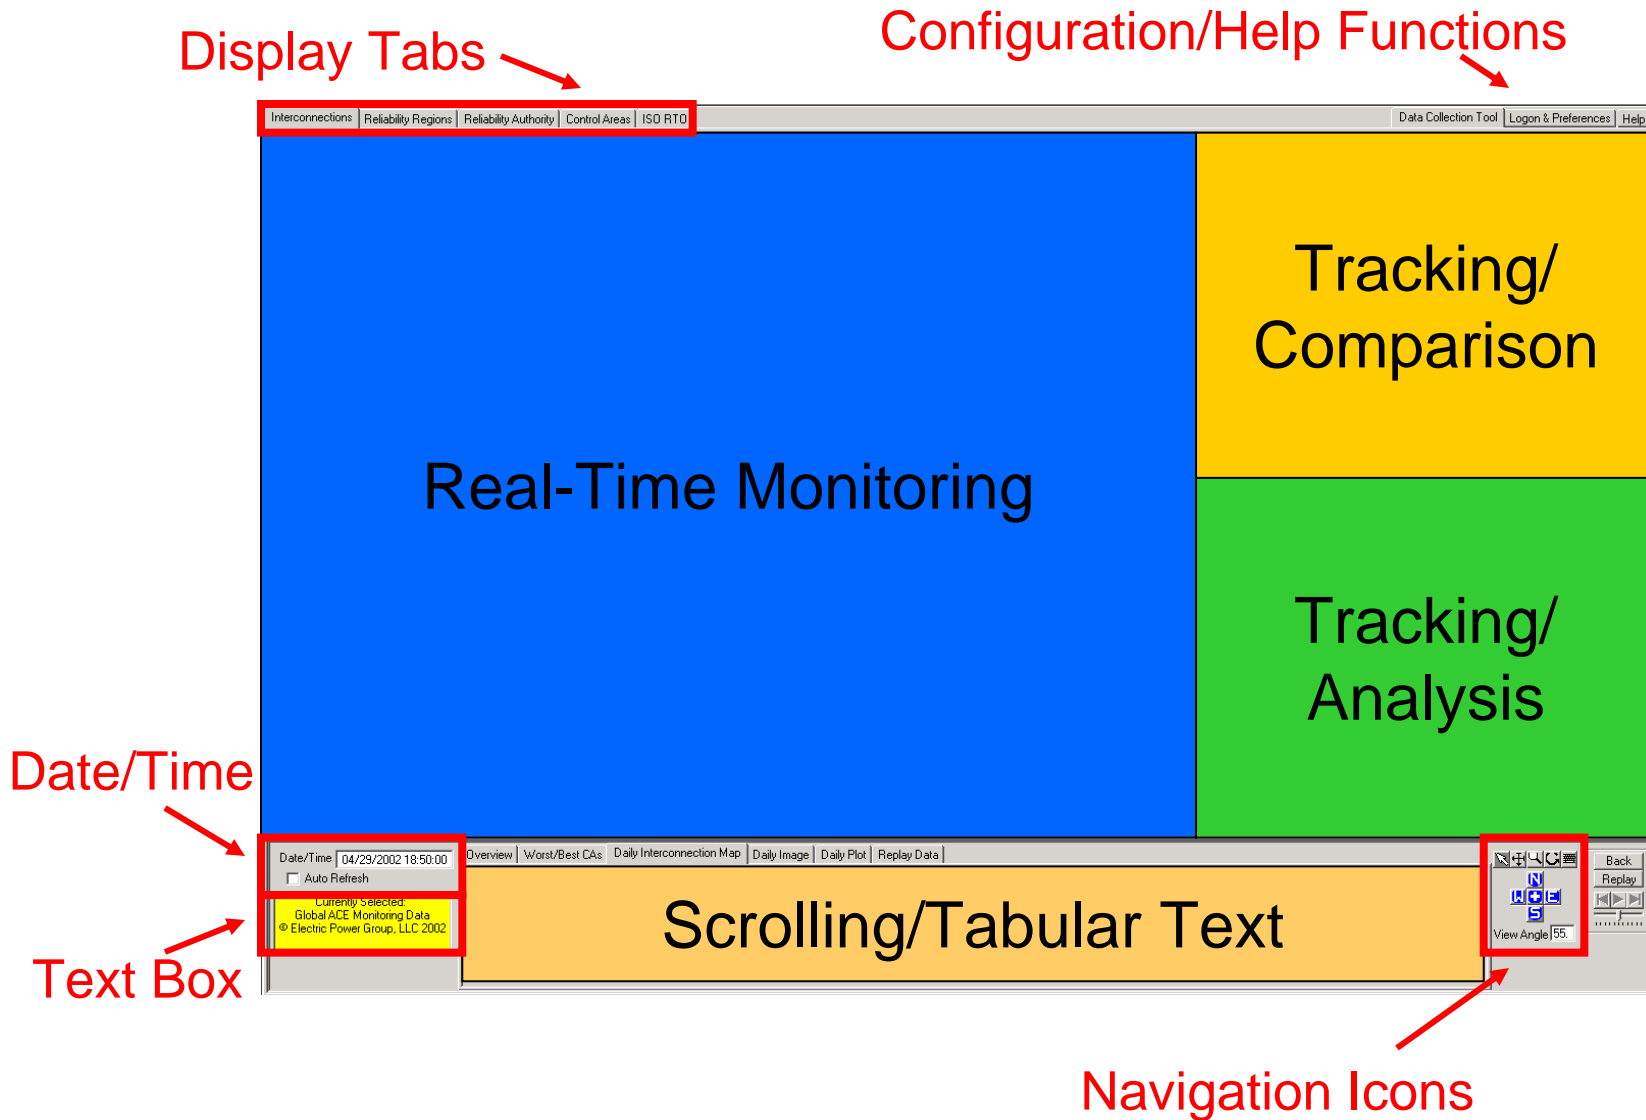 Display Tabs
Configuration/Help Functions
Interconnections Reliability Regions Reliability Authority Control Areas ISO RTO
Data Collection Tool Logon & Preferences Help
Real-Time Monitoring
Tracking/
Comparison
Tracking/
Analysis
Date/Time
Text Box
Date/Time 04/29/2002 18:50:00
Auto Refresh
Currently Selected:
Global ACE Monitoring Data
© Electric Power Group, LLC 2002
Overview Worst/Best CAs Daily Interconnection Map Daily Image Daily Plot Replay Data
Scrolling/Tabular Text
N
W E
S
View Angle 55.
Back
Replay
Navigation Icons